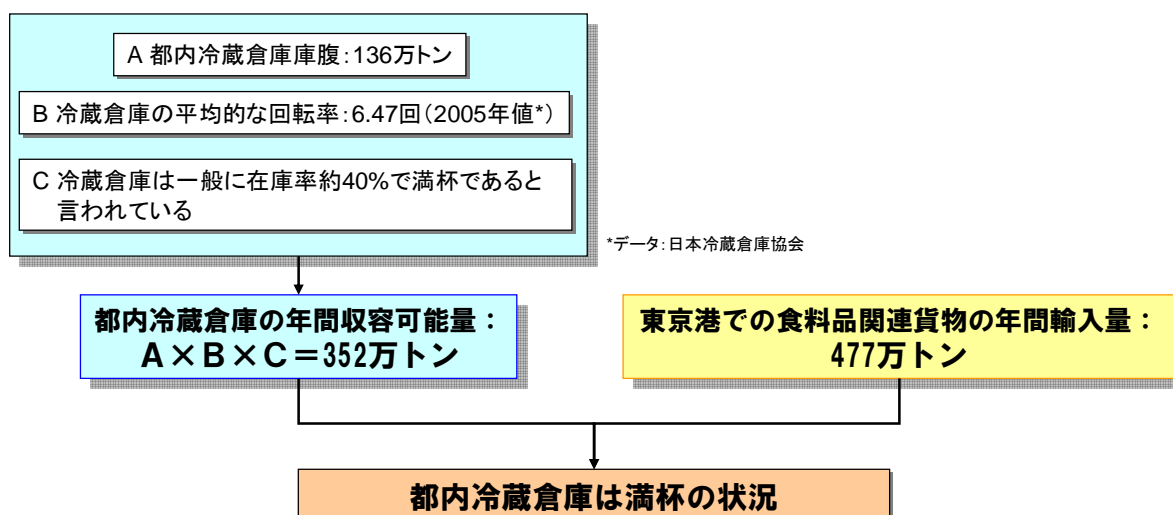 A 都内冷蔵倉庫庫腹：136万トン
B 冷蔵倉庫の平均的な回転率：6.47回（2005年値*）
C 冷蔵倉庫は一般に在庫率約40%で満杯であると
言われている
*データ：日本冷蔵倉庫協会
都内冷蔵倉庫の年間収容可能量：
A×B×C＝352万トン
東京港での食料品関連貨物の年間輸入量：
477万トン
都内冷蔵倉庫は満杯の状況